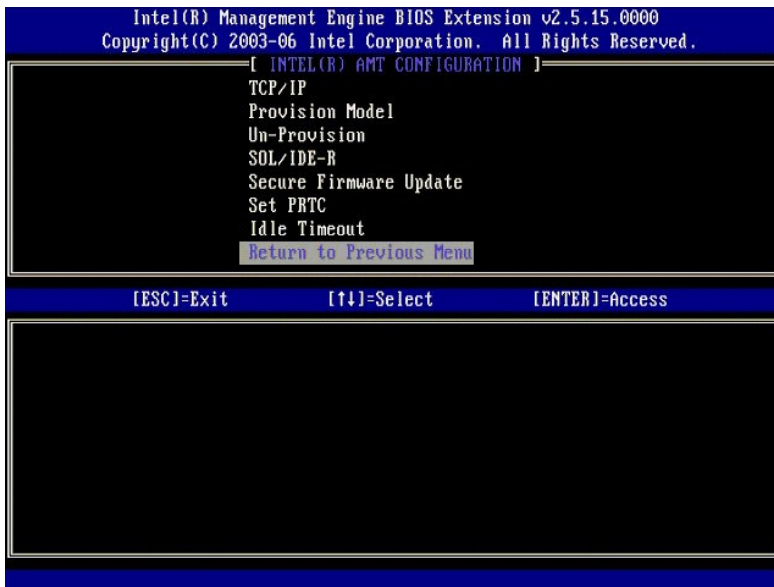 Intel(R) Management Engine BIOS Extension v2.5.15.0000
Copyright(C) 2003-06 Intel Corporation. All Rights Reserved.
[ INTEL(R) AMT CONFIGURATION ]
TCP/IP
Provision Model
Un-Provision
SOL/IDE-R
Secure Firmware Update
Set PRTC
Idle Timeout
Return to Previous Menu
[ESC]=Exit [↑↓]=Select [ENTER]=Access